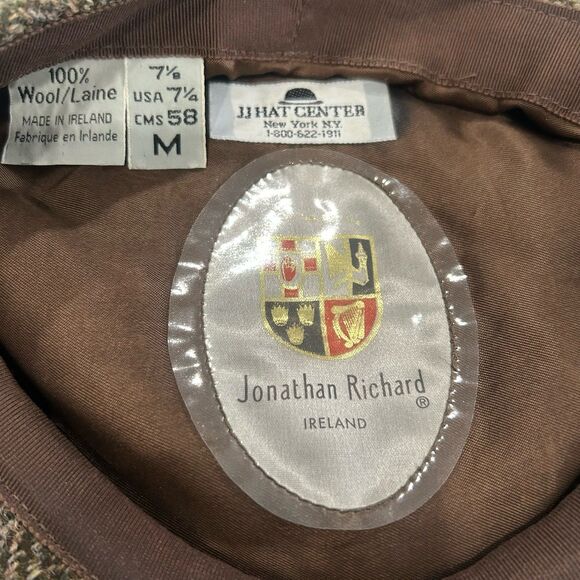 100%
Wool/Laine
MADE IN IRELAND
Fabrique en Irlande
7⅛
USA 7¼
CMS 58
M
JJ HAT CENTER
New York N.Y.
1-800-622-1911
Jonathan Richard®
IRELAND